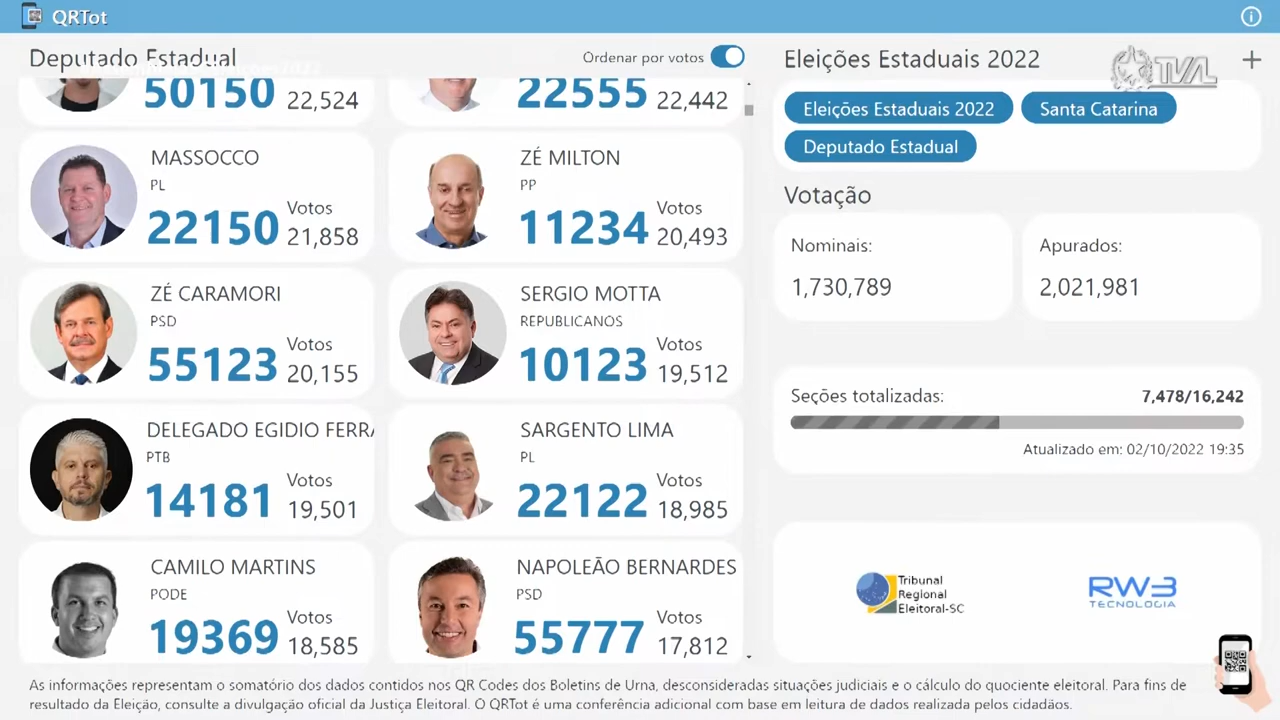 QRTot
Deputado Estadual
Ordenar por votos
50150
22,524
22555
22,442
MASSOCCO
PL
22150
Votos
21,858
ZÉ MILTON
PP
11234
Votos
20,493
ZÉ CARAMORI
PSD
55123
Votos
20,155
SERGIO MOTTA
REPUBLICANOS
10123
Votos
19,512
DELEGADO EGIDIO FERRA
PTB
14181
Votos
19,501
SARGENTO LIMA
PL
22122
Votos
18,985
CAMILO MARTINS
PODE
19369
Votos
18,585
NAPOLEÃO BERNARDES
PSD
55777
Votos
17,812
Eleições Estaduais 2022
TVAL
Eleições Estaduais 2022
Santa Catarina
Deputado Estadual
Votação
Nominais:
1,730,789
Apurados:
2,021,981
Seções totalizadas:
7,478/16,242
Atualizado em: 02/10/2022 19:35
Tribunal
Regional
Eleitoral-SC
RW3
TECNOLOGIA
As informações representam o somatório dos dados contidos nos QR Codes dos Boletins de Urna, desconsideradas situações judiciais e o cálculo do quociente eleitoral. Para fins de
resultado da Eleição, consulte a divulgação oficial da Justiça Eleitoral. O QRTot é uma conferência adicional com base em leitura de dados realizada pelos cidadãos.